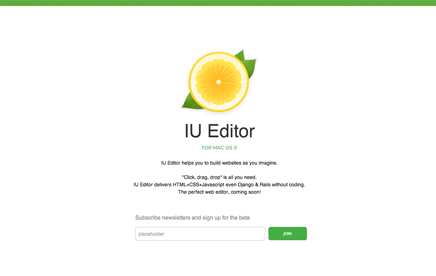 IU Editor
FOR MAC OS X
IU Editor helps you to build websites as you imagine.
"Click, drag, drop" is all you need.
IU Editor delivers HTML+CSS+Javascript even Django & Rails without coding.
The perfect web editor, coming soon!
Subscribe newsletters and sign up for the beta
placeholder
JOIN